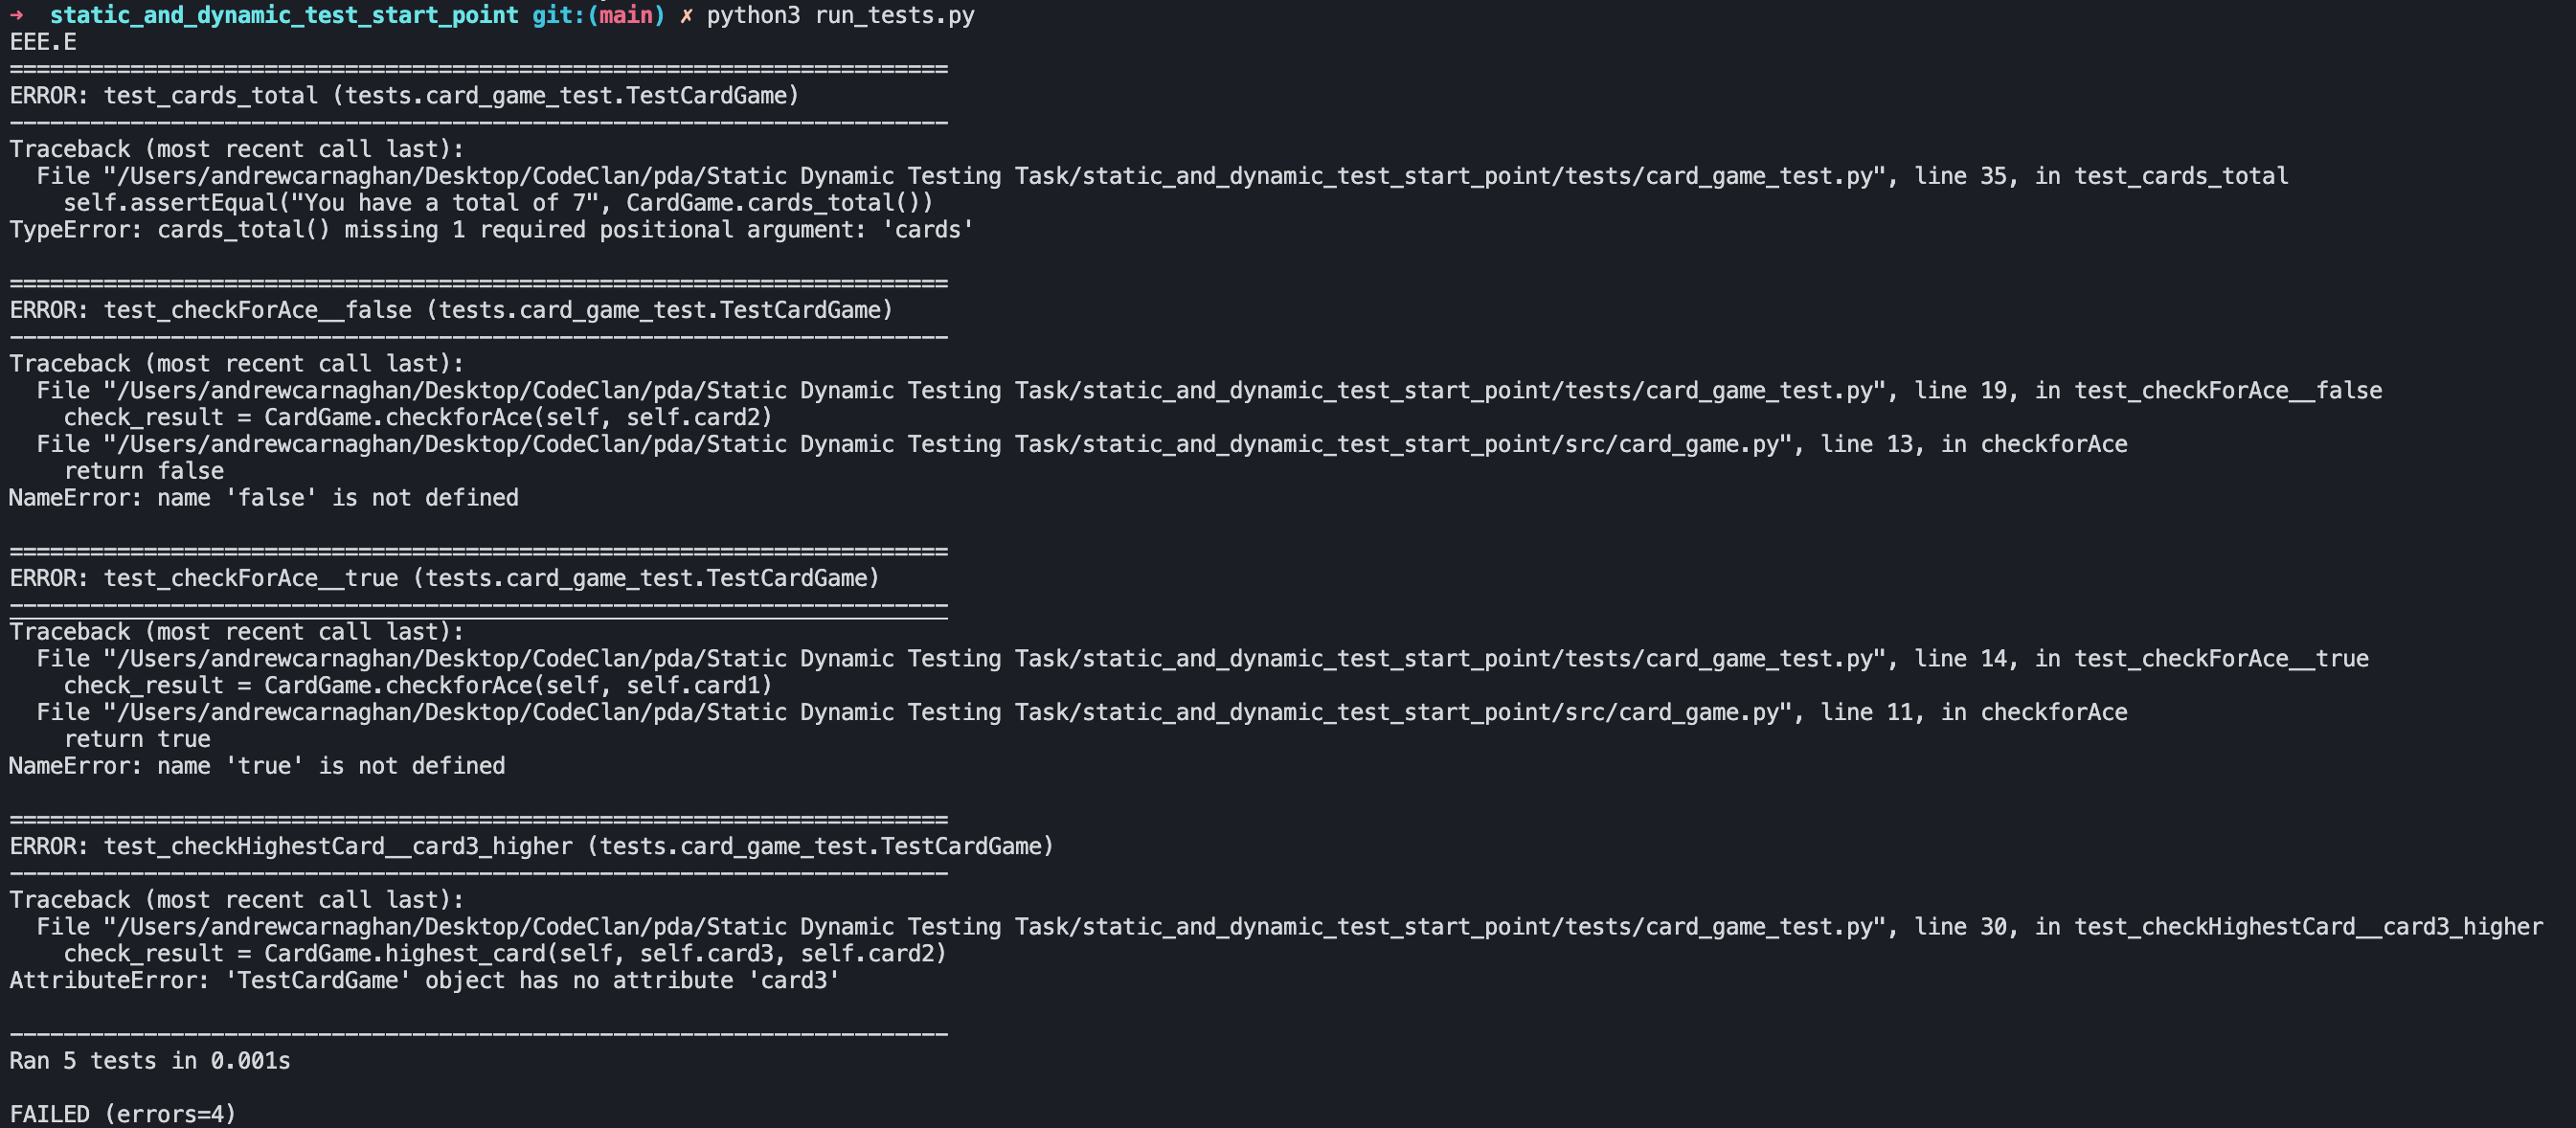 ➜  static_and_dynamic_test_start_point git:(main) ✗ python3 run_tests.py
EEE.E
======================================================================
ERROR: test_cards_total (tests.card_game_test.TestCardGame)
----------------------------------------------------------------------
Traceback (most recent call last):
  File "/Users/andrewcarnaghan/Desktop/CodeClan/pda/Static Dynamic Testing Task/static_and_dynamic_test_start_point/tests/card_game_test.py", line 35, in test_cards_total
    self.assertEqual("You have a total of 7", CardGame.cards_total())
TypeError: cards_total() missing 1 required positional argument: 'cards'

======================================================================
ERROR: test_checkForAce__false (tests.card_game_test.TestCardGame)
----------------------------------------------------------------------
Traceback (most recent call last):
  File "/Users/andrewcarnaghan/Desktop/CodeClan/pda/Static Dynamic Testing Task/static_and_dynamic_test_start_point/tests/card_game_test.py", line 19, in test_checkForAce__false
    check_result = CardGame.checkforAce(self, self.card2)
  File "/Users/andrewcarnaghan/Desktop/CodeClan/pda/Static Dynamic Testing Task/static_and_dynamic_test_start_point/src/card_game.py", line 13, in checkforAce
    return false
NameError: name 'false' is not defined

======================================================================
ERROR: test_checkForAce__true (tests.card_game_test.TestCardGame)
----------------------------------------------------------------------
Traceback (most recent call last):
  File "/Users/andrewcarnaghan/Desktop/CodeClan/pda/Static Dynamic Testing Task/static_and_dynamic_test_start_point/tests/card_game_test.py", line 14, in test_checkForAce__true
    check_result = CardGame.checkforAce(self, self.card1)
  File "/Users/andrewcarnaghan/Desktop/CodeClan/pda/Static Dynamic Testing Task/static_and_dynamic_test_start_point/src/card_game.py", line 11, in checkforAce
    return true
NameError: name 'true' is not defined

======================================================================
ERROR: test_checkHighestCard__card3_higher (tests.card_game_test.TestCardGame)
----------------------------------------------------------------------
Traceback (most recent call last):
  File "/Users/andrewcarnaghan/Desktop/CodeClan/pda/Static Dynamic Testing Task/static_and_dynamic_test_start_point/tests/card_game_test.py", line 30, in test_checkHighestCard__card3_higher
    check_result = CardGame.highest_card(self, self.card3, self.card2)
AttributeError: 'TestCardGame' object has no attribute 'card3'

----------------------------------------------------------------------
Ran 5 tests in 0.001s

FAILED (errors=4)